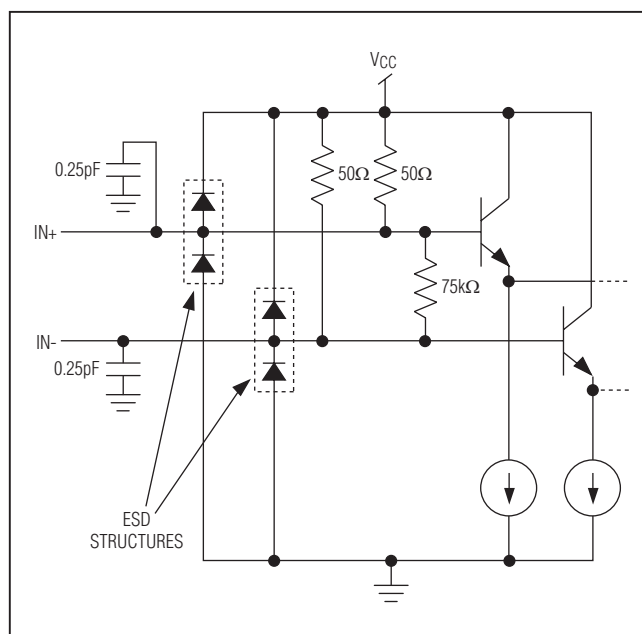 VCC
0.25pF
50Ω
50Ω
IN+
75kΩ
IN-
0.25pF
ESD
STRUCTURES